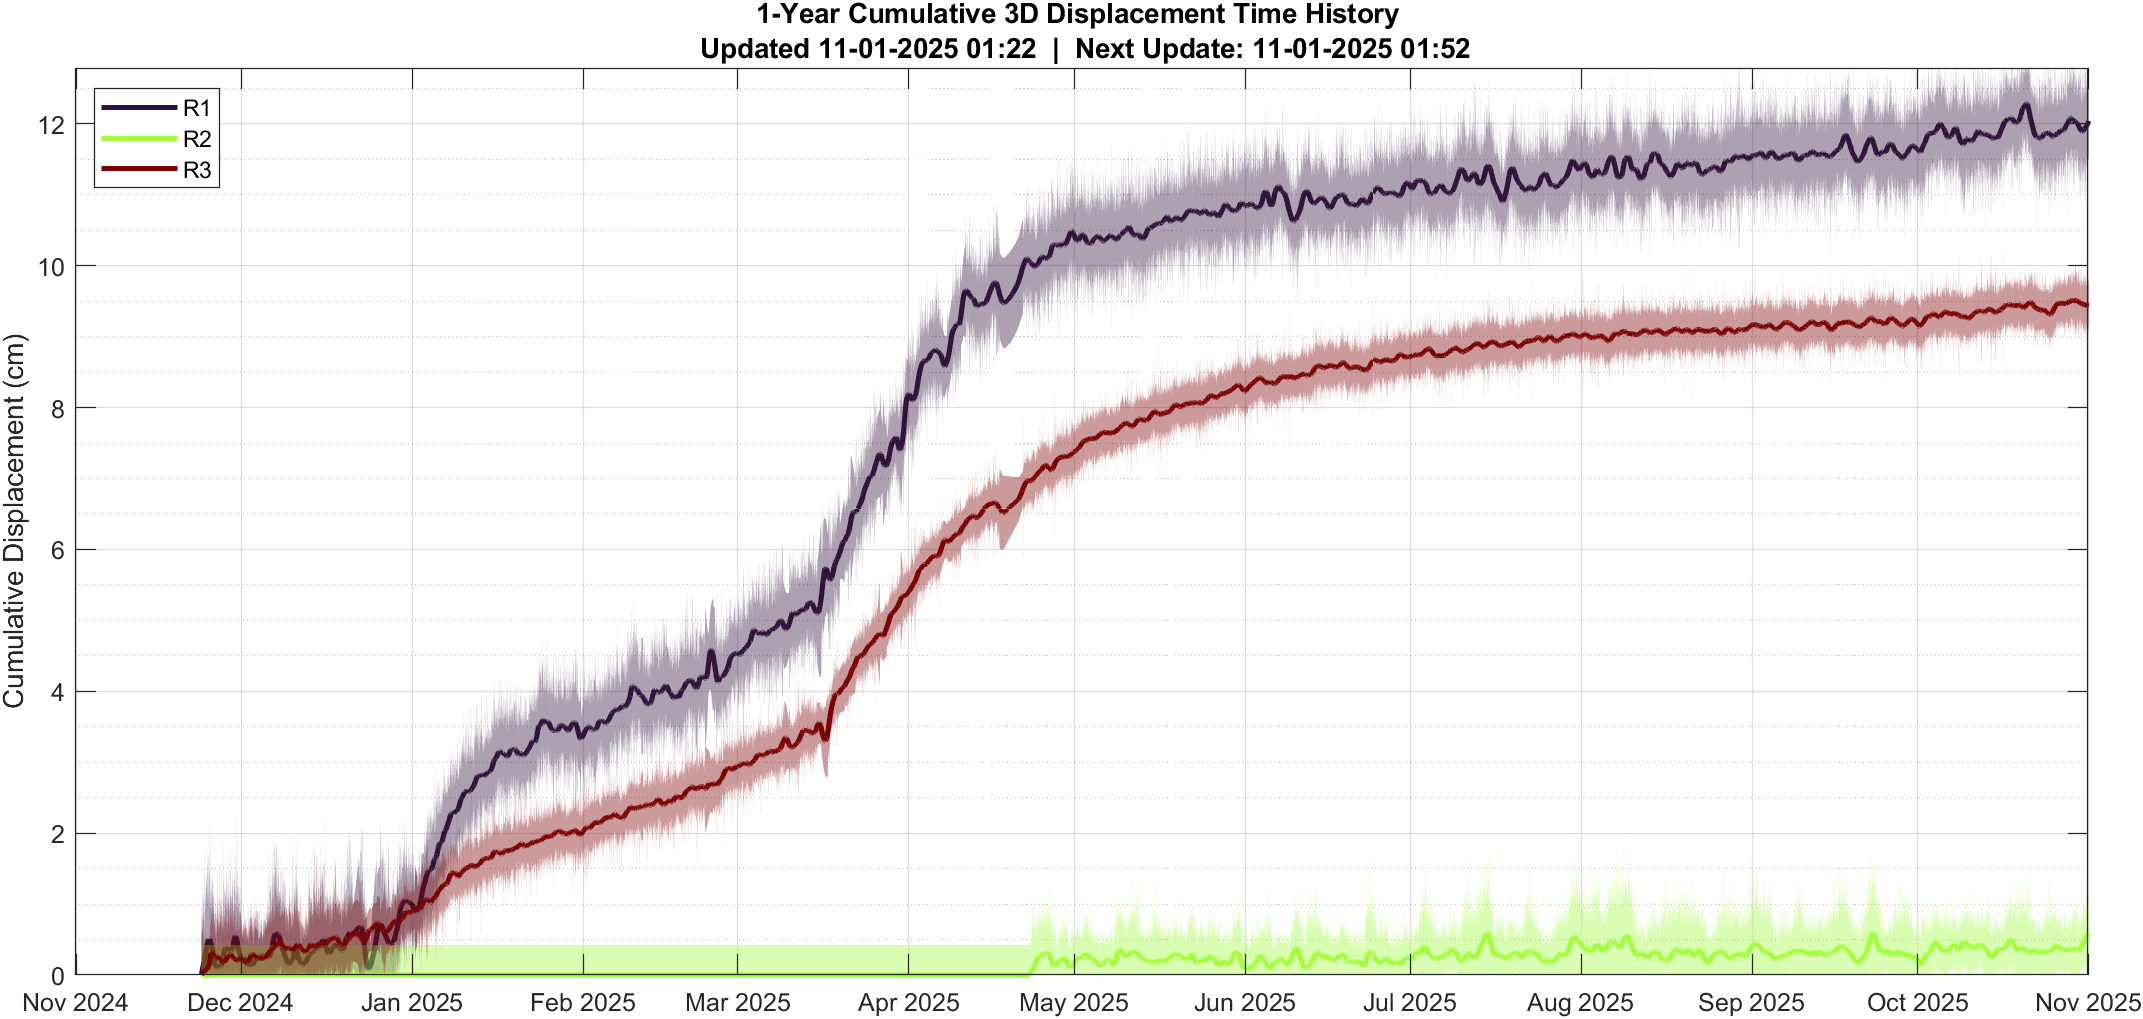 1-Year Cumulative 3D Displacement Time History
Updated 11-01-2025 01:22 | Next Update: 11-01-2025 01:52
R1
R2
R3
Cumulative Displacement (cm)
12
10
8
6
4
2
0
Nov 2024
Dec 2024
Jan 2025
Feb 2025
Mar 2025
Apr 2025
May 2025
Jun 2025
Jul 2025
Aug 2025
Sep 2025
Oct 2025
Nov 2025